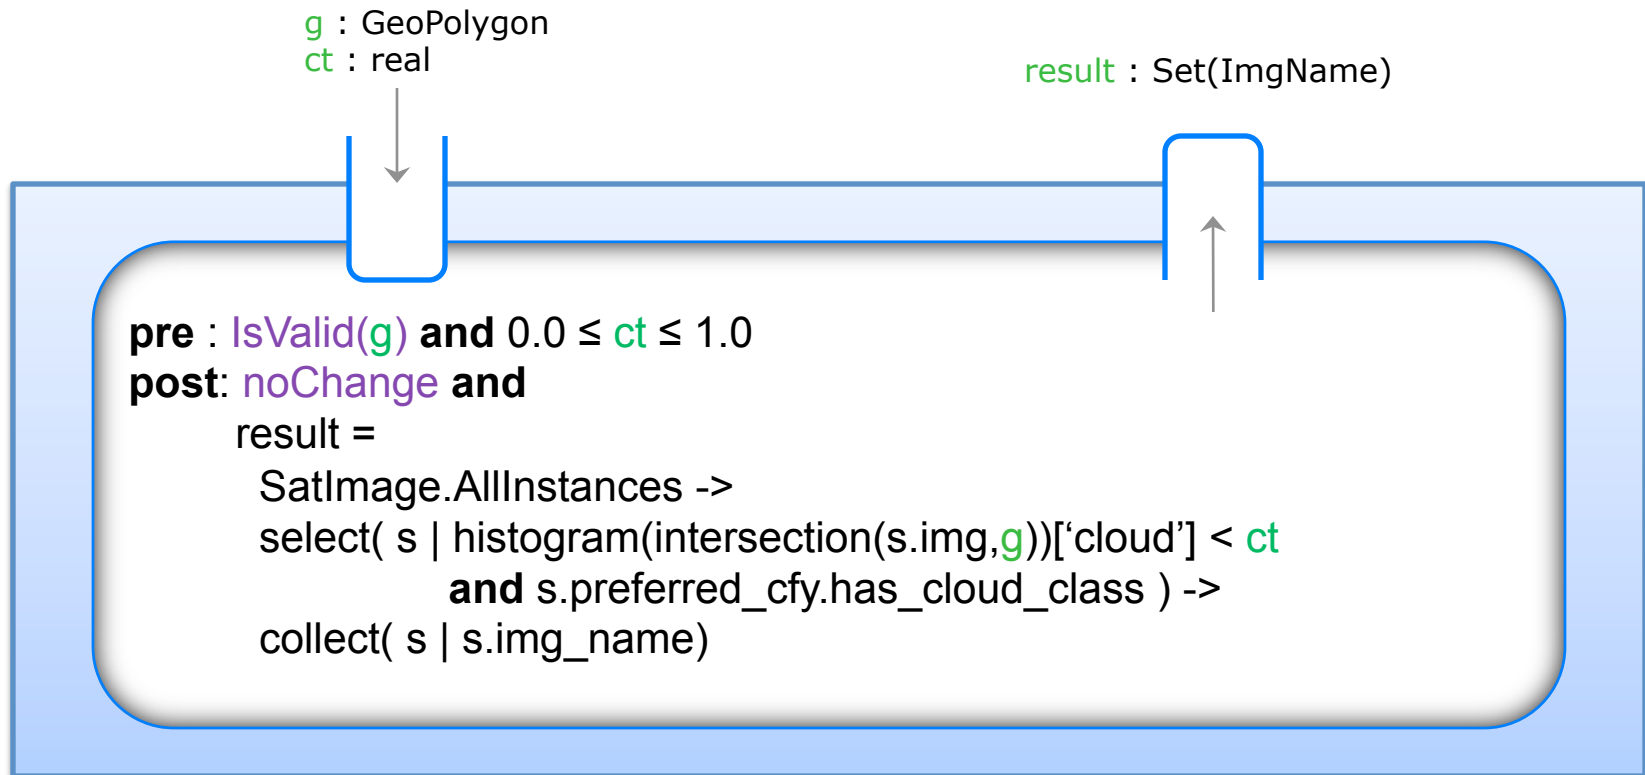 g : GeoPolygon
ct : real
result : Set(ImgName)
pre : IsValid(g) and 0.0 ≤ ct ≤ 1.0
post: noChange and
result =
SatImage.AllInstances ->
select( s | histogram(intersection(s.img,g))[‘cloud’] < ct
and s.preferred_cfy.has_cloud_class ) ->
collect( s | s.img_name)